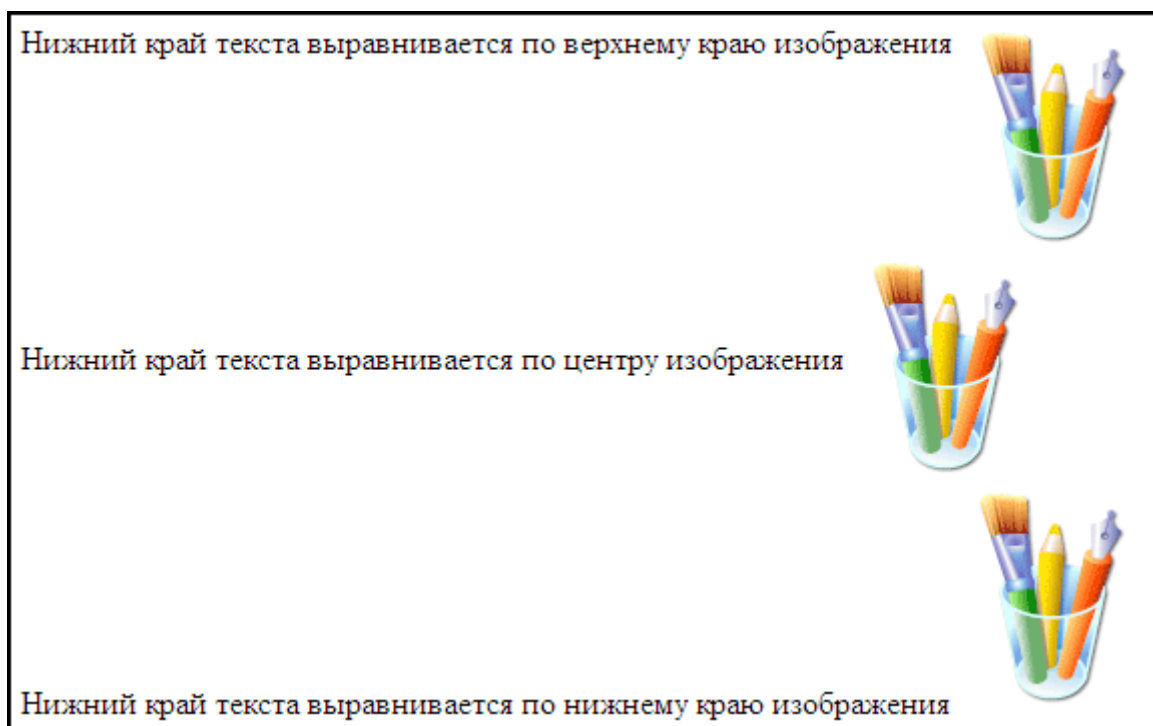 Нижний край текста выравнивается по верхнему краю изображения
Нижний край текста выравнивается по центру изображения
Нижний край текста выравнивается по нижнему краю изображения